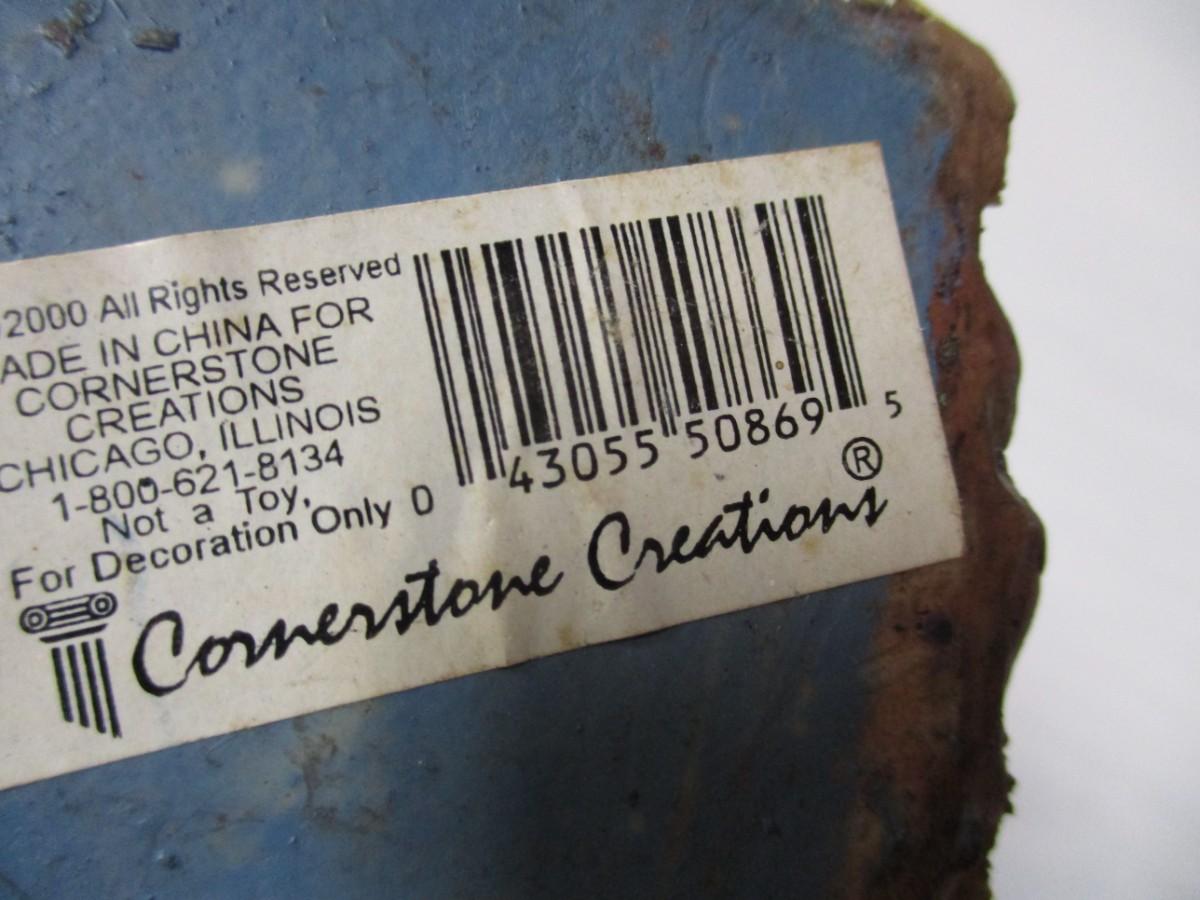 ©2000 All Rights Reserved
ADE IN CHINA FOR
CORNERSTONE
CREATIONS
CHICAGO, ILLINOIS
1-800-621-8134
Not a Toy,
For Decoration Only
0 43055 50869 5
Cornerstone Creations ®